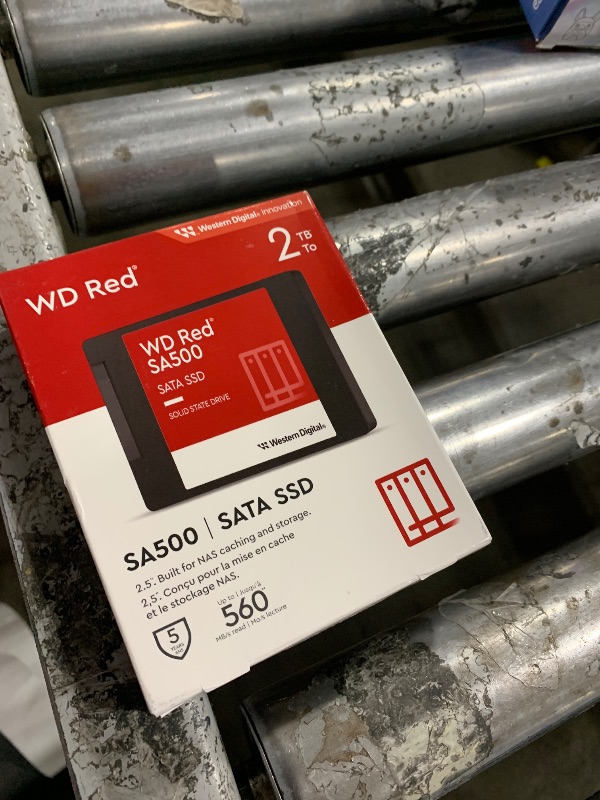 Western Digital® innovation
2 TB
To
WD Red®
WD Red®
SA500
SATA SSD
SOLID STATE DRIVE
Western Digital®
SA500 | SATA SSD
2.5". Built for NAS caching and storage.
2,5". Conçu pour la mise en cache
et le stockage NAS.
5
YEARS
ANS
up to | jusqu'à
560
MB/s read | Mo/s lecture